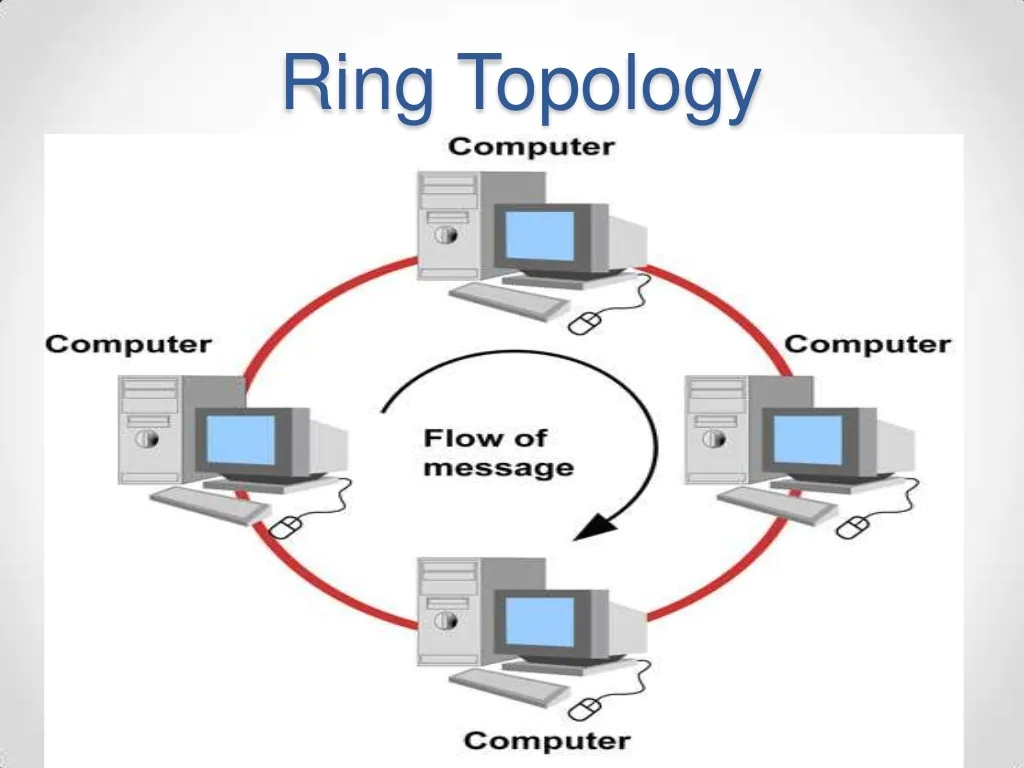 Ring Topology
Computer
Computer
Computer
Flow of
message
Computer